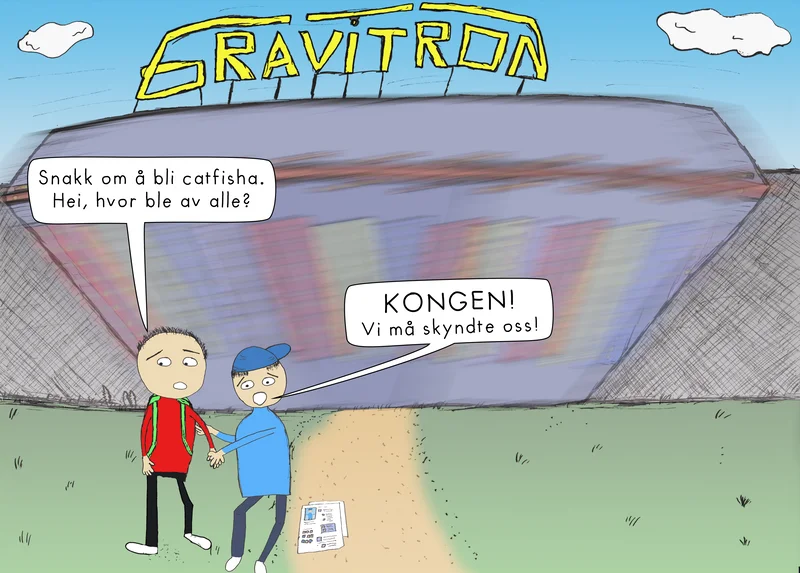 GRAVITRON
Snakk om å bli catfisha.
Hei, hvor ble av alle?
KONGEN!
Vi må skyndte oss!